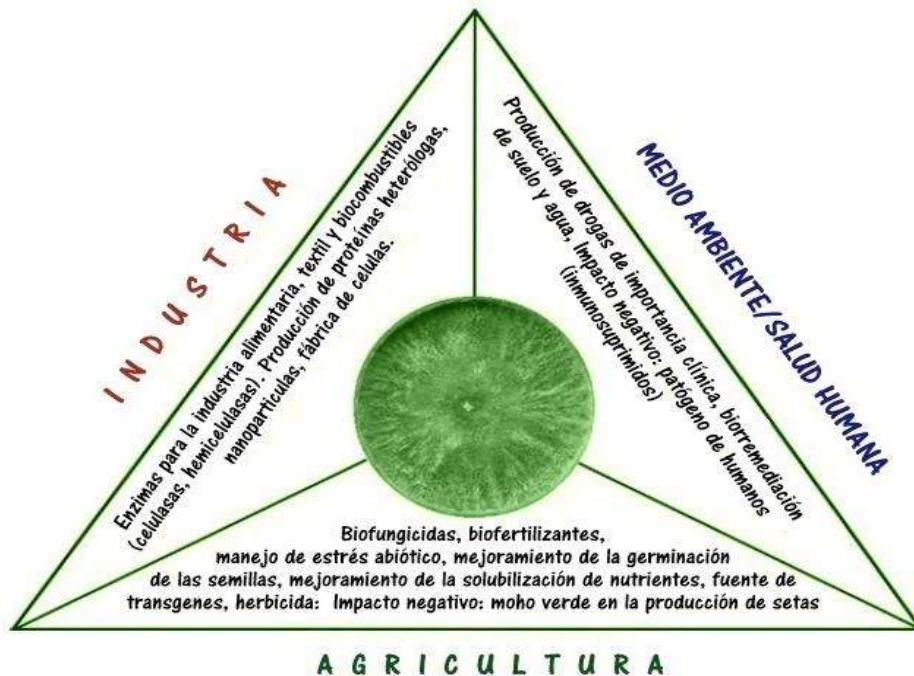 INDUSTRIA
Enzimas para la industria alimentaria, textil y biocombustibles
(celulasas, hemicelulasas). Producción de proteínas heterólogas,
nanopartículas, fábrica de celulas.
MEDIO AMBIENTE/SALUD HUMANA
Producción de drogas de importancia clínica, biorremediación
de suelo y agua, Impacto negativo: patógeno de humanos
(inmunosuprimidos)
Biofungicidas, biofertilizantes,
manejo de estrés abiótico, mejoramiento de la germinación
de las semillas, mejoramiento de la solubilización de nutrientes, fuente de
transgenes, herbicida: Impacto negativo: moho verde en la producción de setas
AGRICULTURA